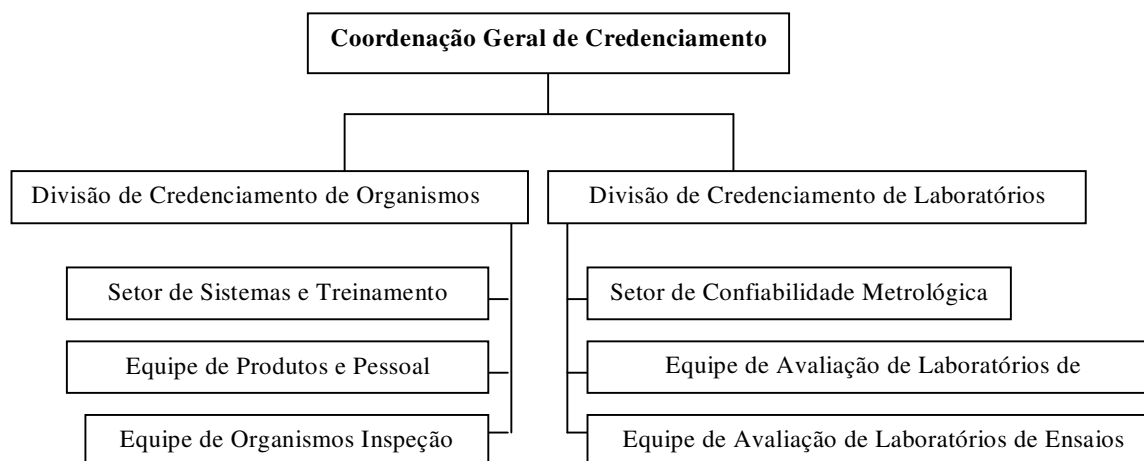 Coordenação Geral de Credenciamento
Divisão de Credenciamento de Organismos
Divisão de Credenciamento de Laboratórios
Setor de Sistemas e Treinamento
Setor de Confiabilidade Metrológica
Equipe de Produtos e Pessoal
Equipe de Avaliação de Laboratórios de
Equipe de Organismos Inspeção
Equipe de Avaliação de Laboratórios de Ensaios